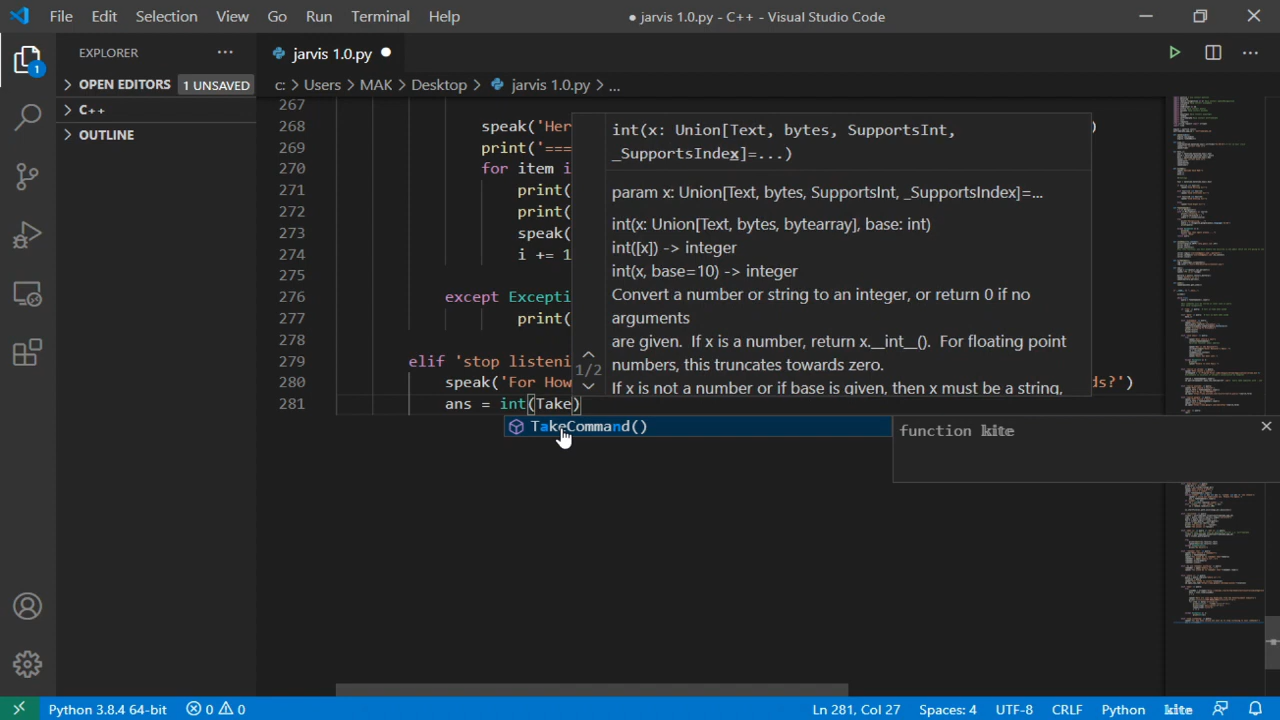 File Edit Selection View Go Run Terminal Help
● jarvis 1.0.py - C++ - Visual Studio Code
EXPLORER
1
OPEN EDITORS 1 UNSAVED
C++
OUTLINE
jarvis 1.0.py
c: > Users > MAK > Desktop > jarvis 1.0.py > ...
267
268 speak('Her )
269 print('===
270 for item i
271 print(
272 print(
273 speak(
274 i += 1
275
276 except Excepti
277 print(
278
279 elif 'stop listeni
280 speak('For How ds?')
281 ans = int(Take)
int(x: Union[Text, bytes, SupportsInt,
_SupportsIndex]=...)
param x: Union[Text, bytes, SupportsInt, _SupportsIndex]=...
int(x: Union[Text, bytes, bytearray], base: int)
int([x]) -> integer
int(x, base=10) -> integer
Convert a number or string to an integer, or return 0 if no
arguments
are given. If x is a number, return x.__int__(). For floating point
numbers, this truncates towards zero.
If x is not a number or if base is given, then x must be a string,
1/2
TakeCommand()
function kite
Python 3.8.4 64-bit 0 0 Ln 281, Col 27 Spaces: 4 UTF-8 CRLF Python kite